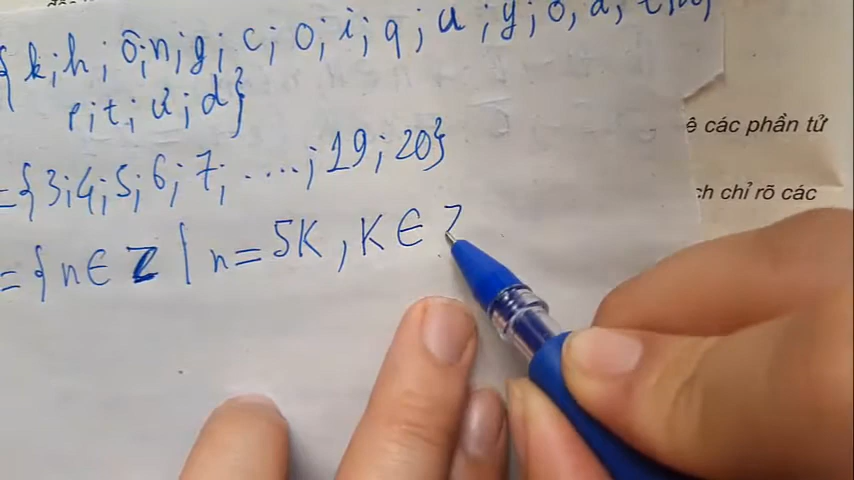 {k; h; ô; n; g; c; o; i; q; u; y;
r; t; ư; d}
ê các phần tử
= {3; 4; 5; 6; 7; ....; 19; 20}
ch chỉ rõ các
= {n ∈ Z | n = 5K, K ∈ Z